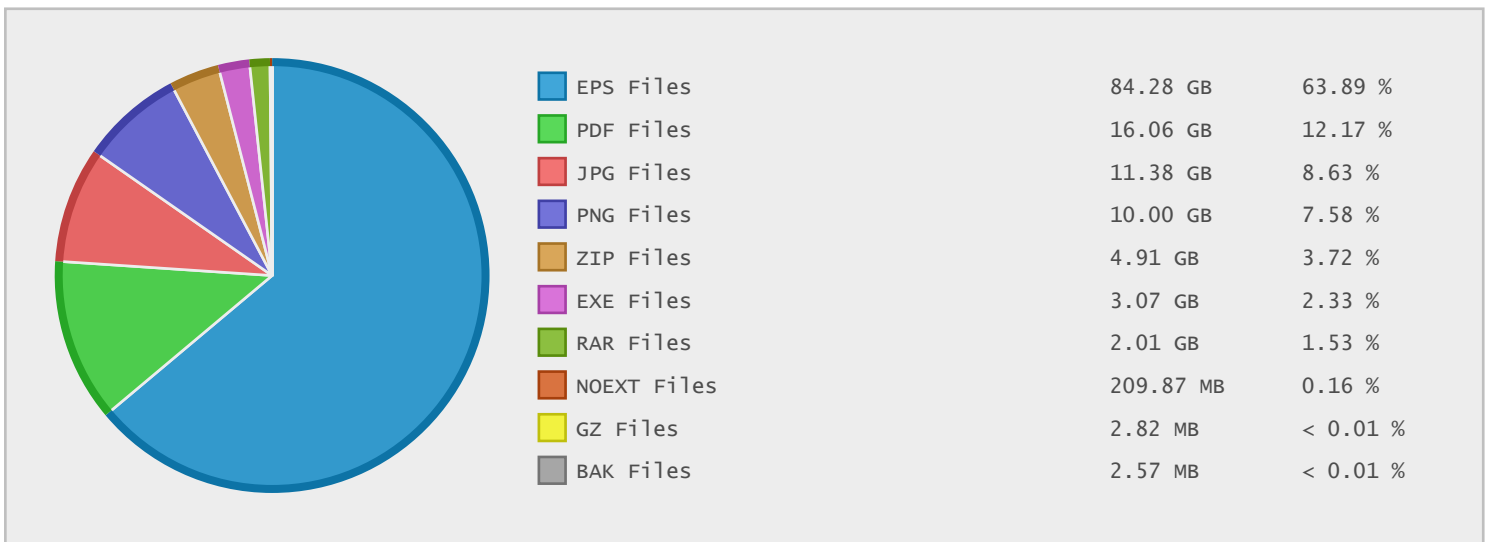 EPS Files 84.28 GB 63.89 %
PDF Files 16.06 GB 12.17 %
JPG Files 11.38 GB 8.63 %
PNG Files 10.00 GB 7.58 %
ZIP Files 4.91 GB 3.72 %
EXE Files 3.07 GB 2.33 %
RAR Files 2.01 GB 1.53 %
NOEXT Files 209.87 MB 0.16 %
GZ Files 2.82 MB < 0.01 %
BAK Files 2.57 MB < 0.01 %